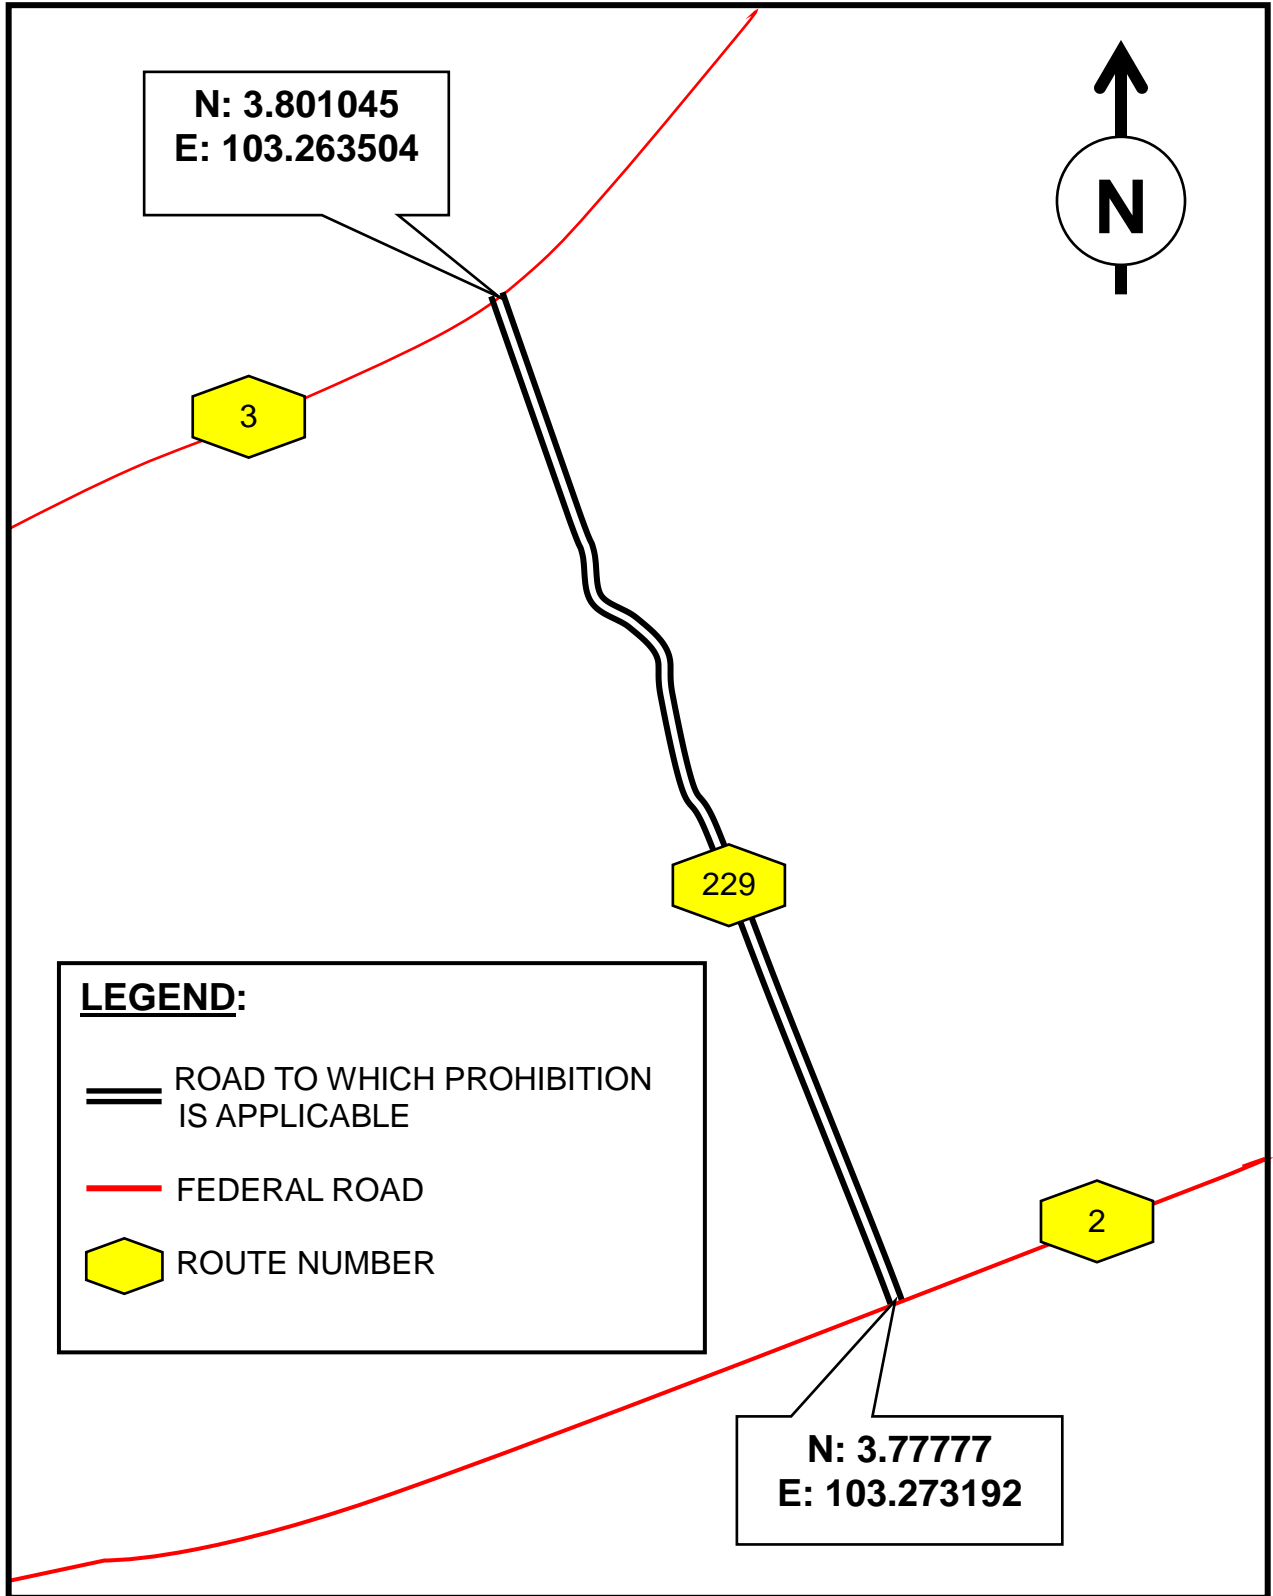 N: 3.801045
E: 103.263504
N
3
229
LEGEND:
ROAD TO WHICH PROHIBITION
IS APPLICABLE
FEDERAL ROAD
ROUTE NUMBER
2
N: 3.77777
E: 103.273192